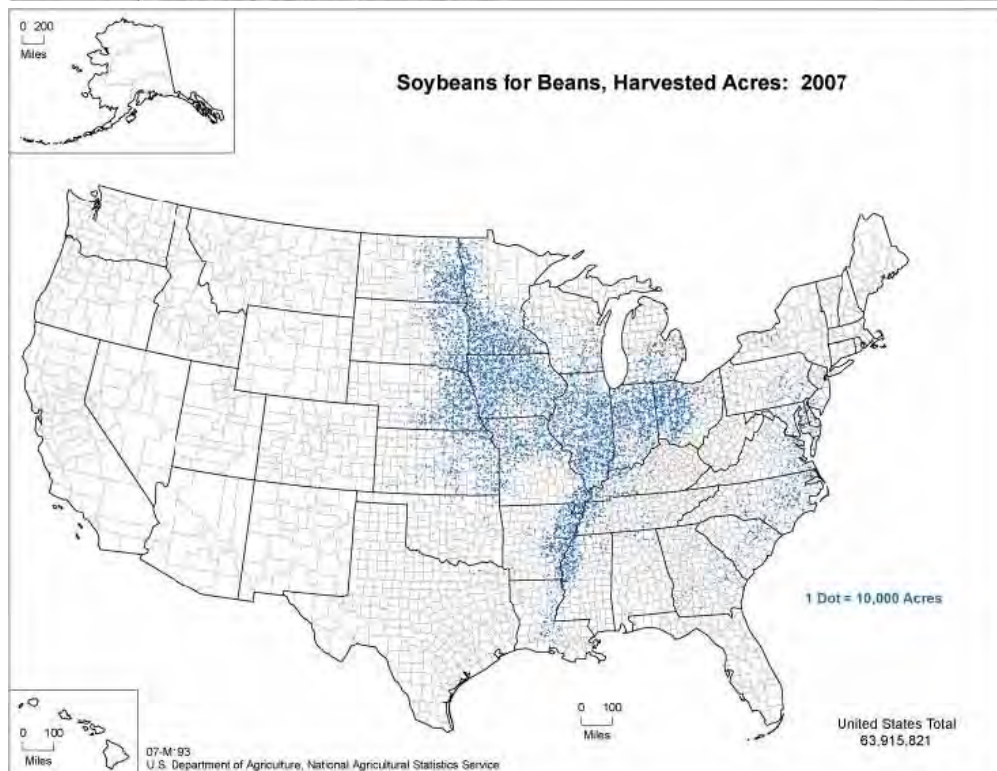 0 200
Miles
Soybeans for Beans, Harvested Acres: 2007
1 Dot = 10,000 Acres
0 100
Miles
United States Total
63,915,821
0 100
Miles
07-M 93
U.S. Department of Agriculture, National Agricultural Statistics Service